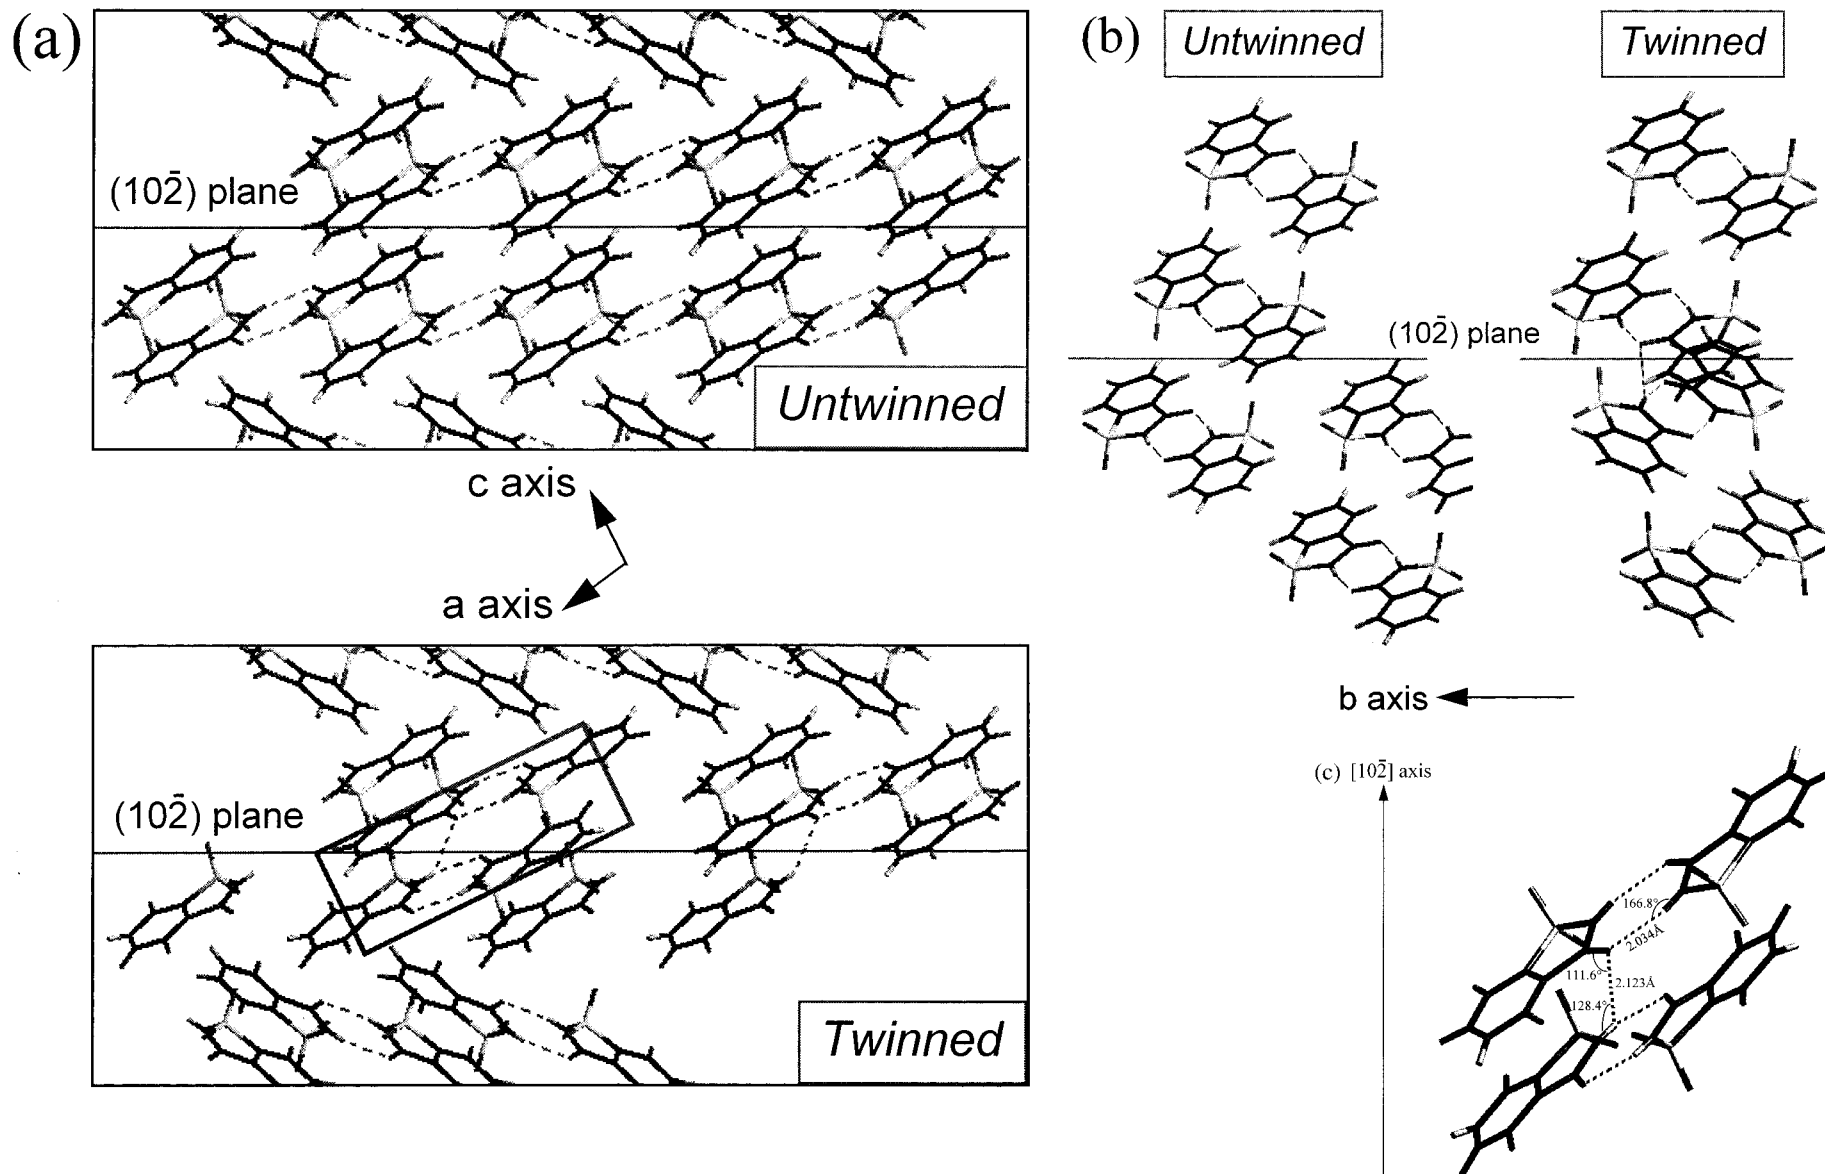 (a)
(102̄) plane
Untwinned
c axis
a axis
(102̄) plane
Twinned
(b)
Untwinned
Twinned
(102̄) plane
b axis
(c) [102̄] axis
166.8°
2.034Å
111.6°
2.123Å
128.4°